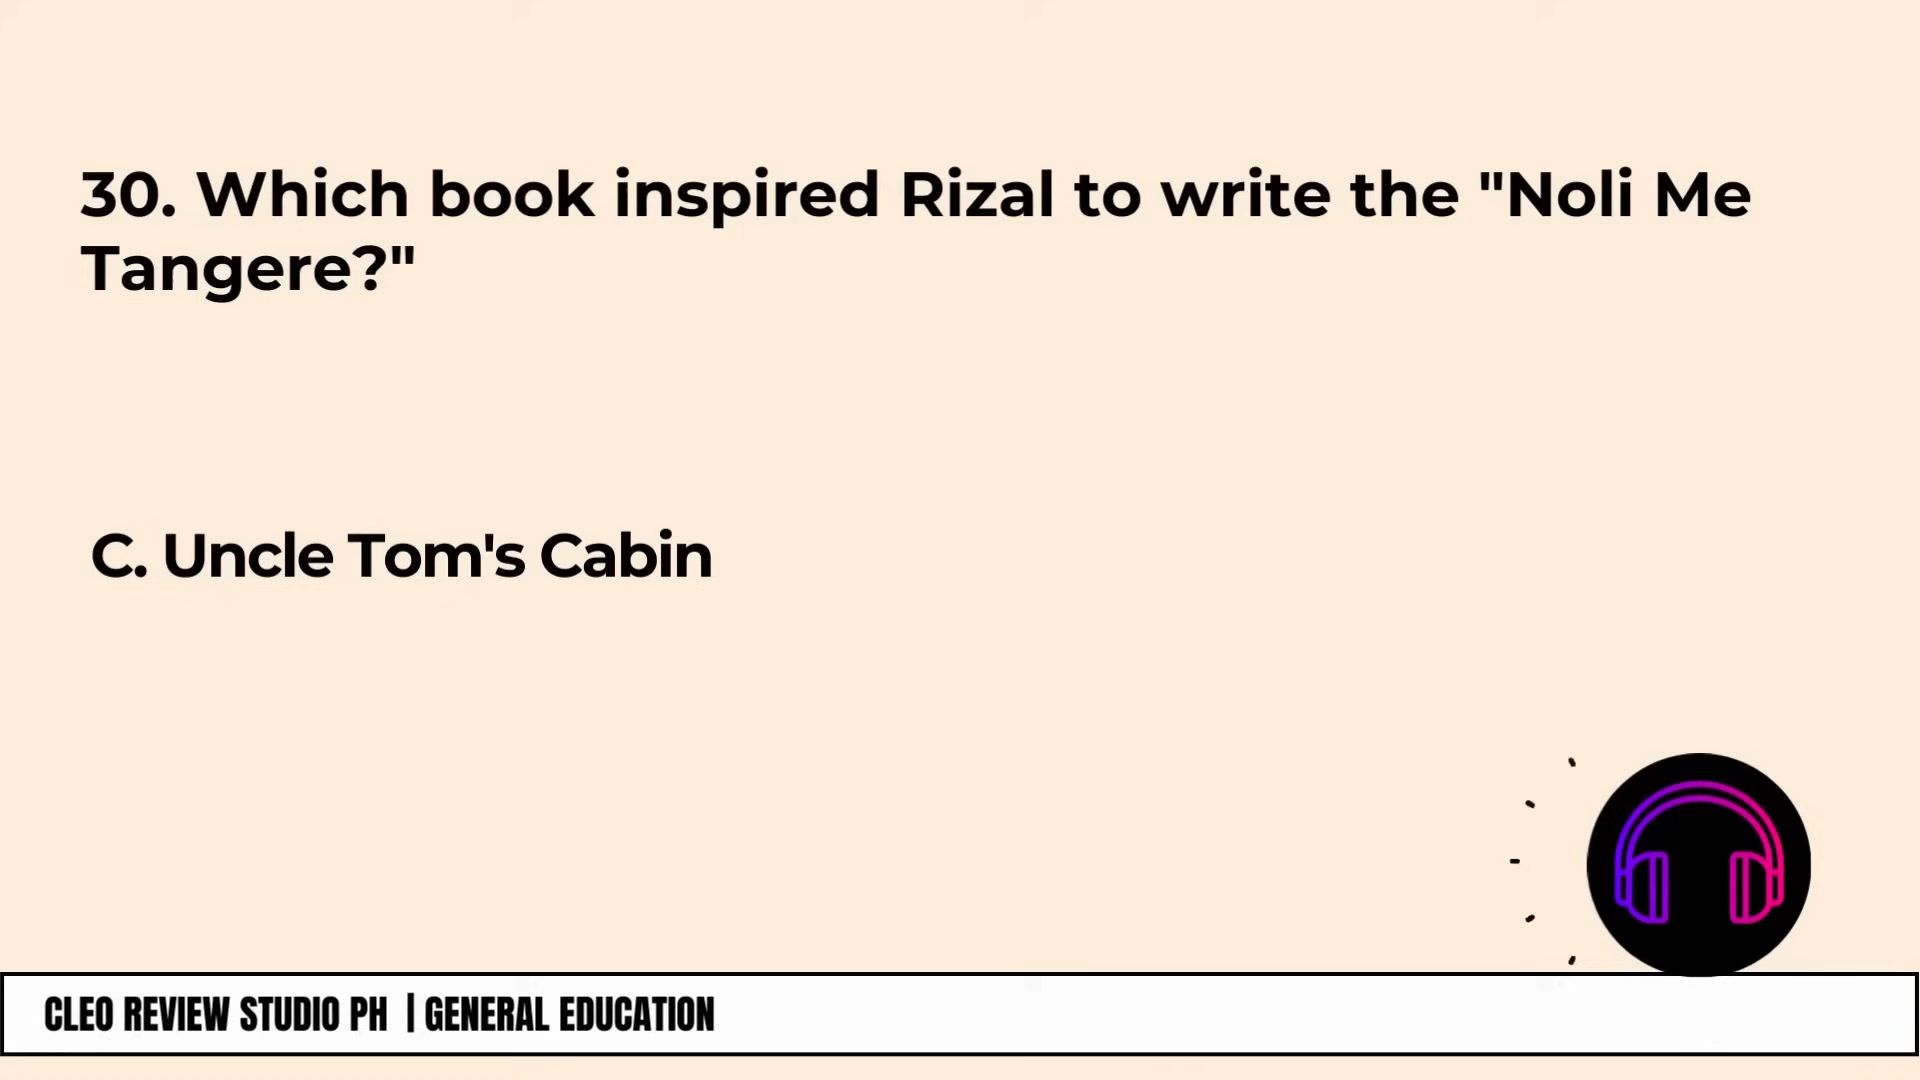 30. Which book inspired Rizal to write the "Noli Me
Tangere?"
C. Uncle Tom's Cabin
CLEO REVIEW STUDIO PH | GENERAL EDUCATION